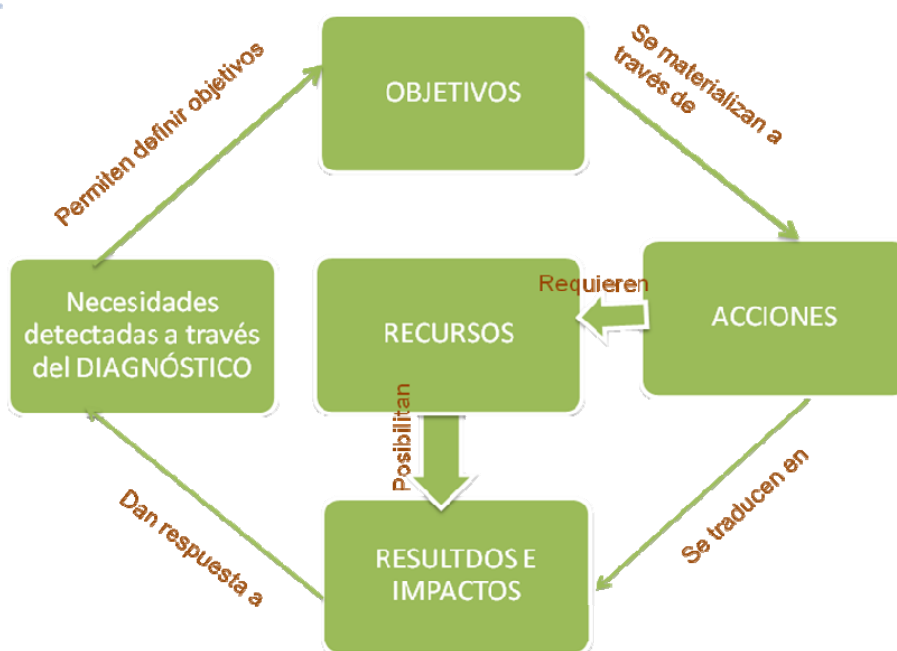 OBJETIVOS
Se materializan a
través de
ACCIONES
Requieren
RECURSOS
Posibilitan
Se traducen en
RESULTDOS E
IMPACTOS
Dan respuesta a
Necesidades
detectadas a través
del DIAGNÓSTICO
Permiten definir objetivos